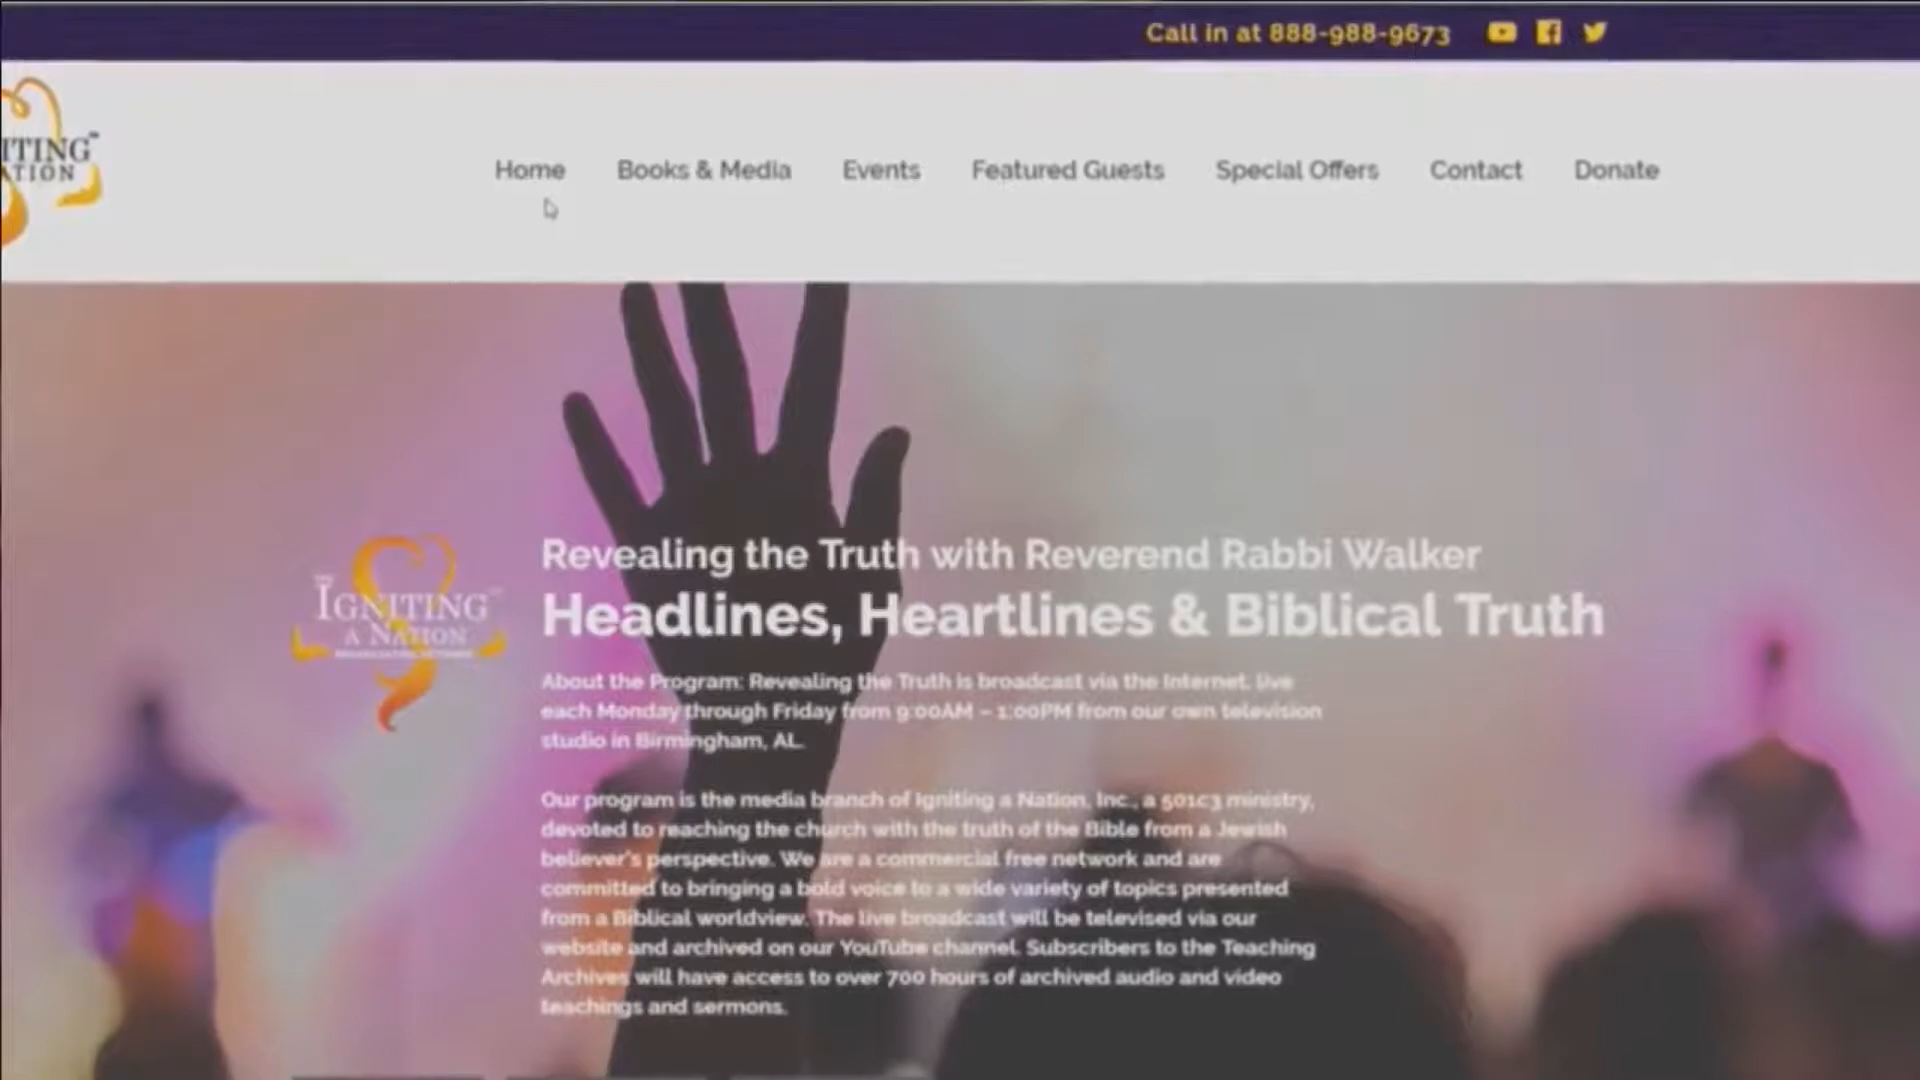 Call in at 888-988-9673
ITING™
ATION
Home Books & Media Events Featured Guests Special Offers Contact Donate
Revealing the Truth with Reverend Rabbi Walker
IGNITING
A NATION
Headlines, Heartlines & Biblical Truth
About the Program: Revealing the Truth is broadcast via the Internet, live
each Monday through Friday from 9:00AM – 1:00PM from our own television
studio in Birmingham, AL.
Our program is the media branch of Igniting a Nation, Inc., a 501c3 ministry,
devoted to reaching the church with the truth of the Bible from a Jewish
believer's perspective. We are a commercial free network and are
committed to bringing a bold voice to a wide variety of topics presented
from a Biblical worldview. The live broadcast will be televised via our
website and archived on our YouTube channel. Subscribers to the Teaching
Archives will have access to over 700 hours of archived audio and video
teachings and sermons.